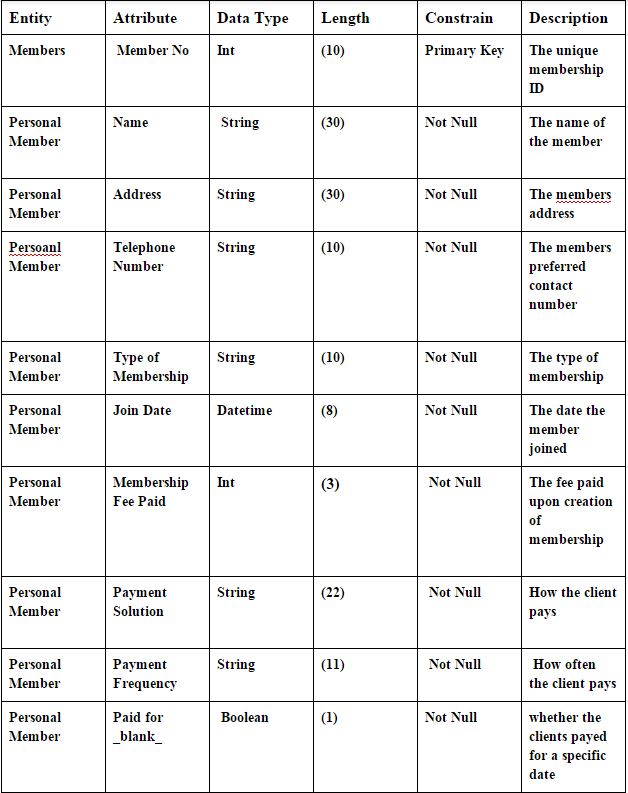 Entity Attribute Data Type Length Constrain Description
Members Member No Int (10) Primary Key The unique
membership
ID
Personal Name String (30) Not Null The name of
Member the member
Personal Address String (30) Not Null The members
Member address
Persoanl Telephone String (10) Not Null The members
Member Number preferred
contact
number
Personal Type of String (10) Not Null The type of
Member Membership membership
Personal Join Date Datetime (8) Not Null The date the
Member member
joined
Personal Membership Int (3) Not Null The fee paid
Member Fee Paid upon creation
of
membership
Personal Payment String (22) Not Null How the client
Member Solution pays
Personal Payment String (11) Not Null How often
Member Frequency the client pays
Personal Paid for Boolean (1) Not Null whether the
Member _blank_ clients payed
for a specific
date